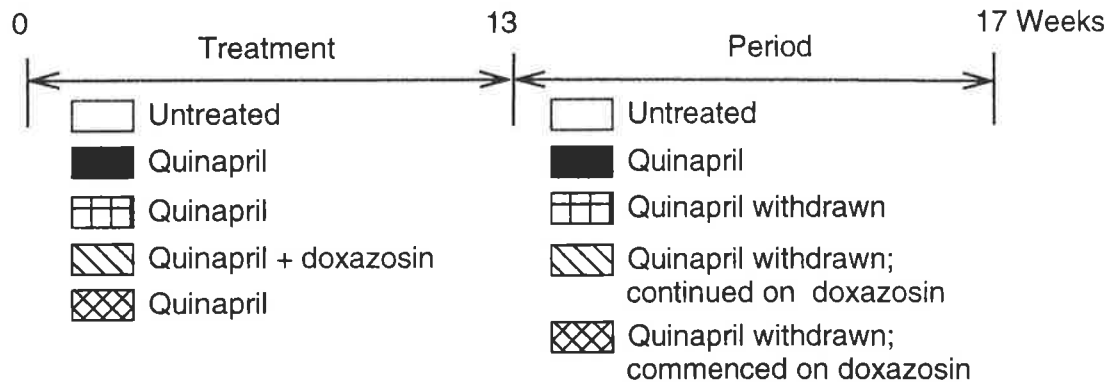 0 13 17 Weeks
Treatment Period
Untreated
Quinapril
Quinapril
Quinapril + doxazosin
Quinapril
Untreated
Quinapril
Quinapril withdrawn
Quinapril withdrawn;
continued on doxazosin
Quinapril withdrawn;
commenced on doxazosin